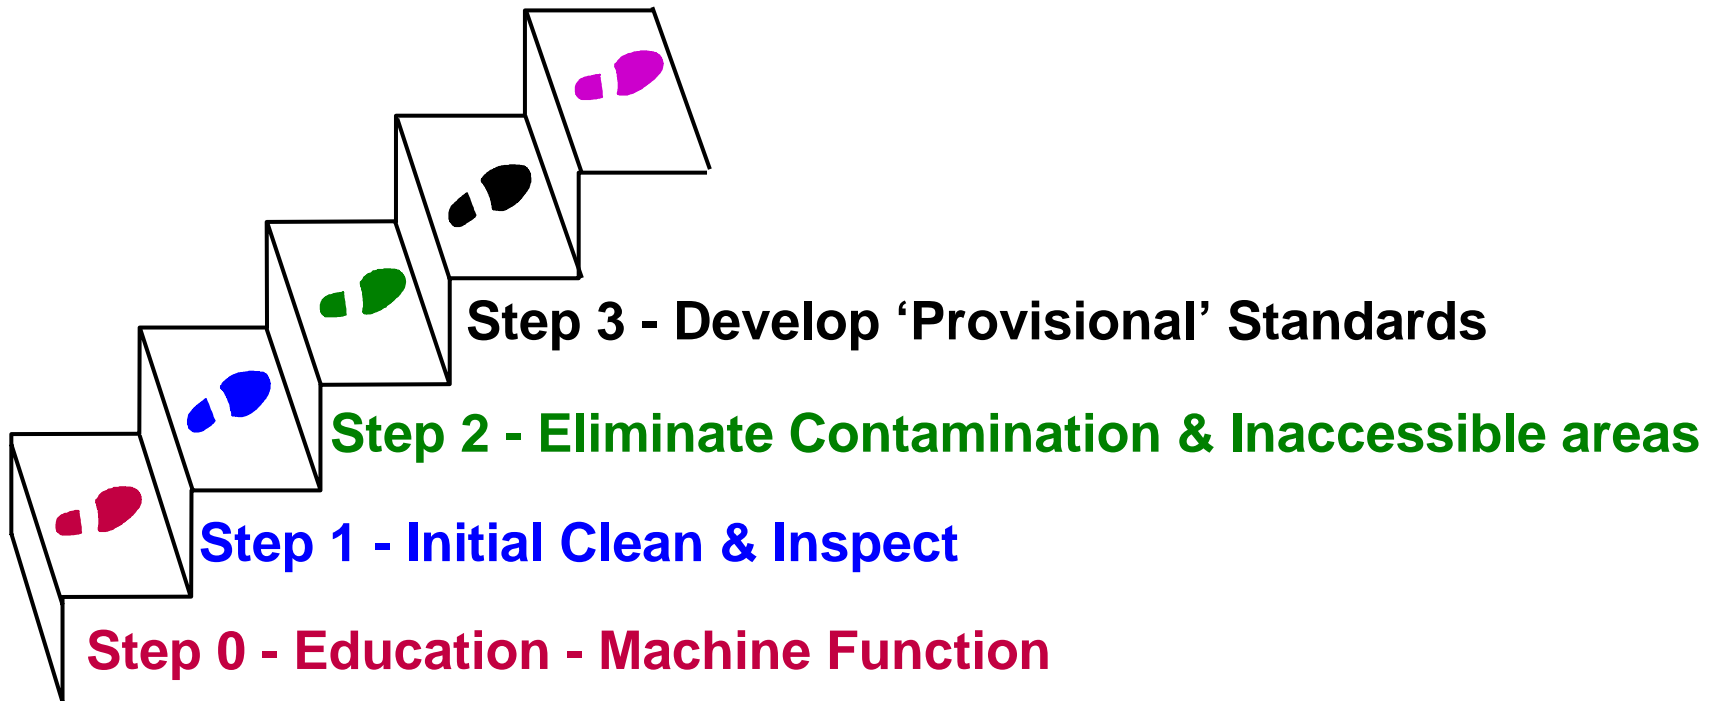 Step 3 - Develop ‘Provisional’ Standards
Step 2 - Eliminate Contamination & Inaccessible areas
Step 1 - Initial Clean & Inspect
Step 0 - Education - Machine Function